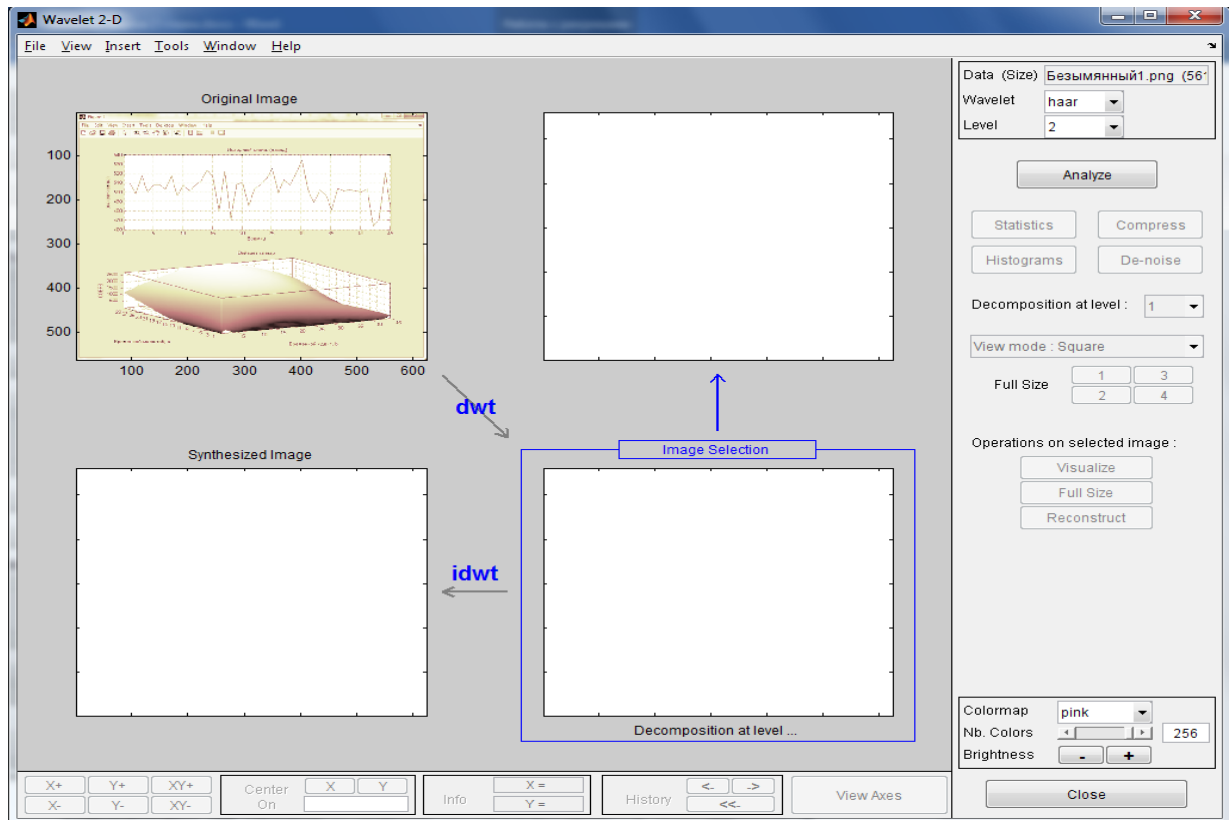 Wavelet 2-D
File View Insert Tools Window Help
Original Image
100
200
300
400
500
100 200 300 400 500 600
dwt
Synthesized Image
Image Selection
idwt
Decomposition at level ...
Data (Size) Безымянный1.png (561
Wavelet haar
Level 2
Analyze
Statistics Compress
Histograms De-noise
Decomposition at level : 1
View mode : Square
Full Size 1 3
2 4
Operations on selected image :
Visualize
Full Size
Reconstruct
Colormap pink
Nb. Colors 256
Brightness - +
Close
X+ Y+ XY+
X- Y- XY-
Center On X Y
Info X =
Y =
History <- ->
<<-
View Axes